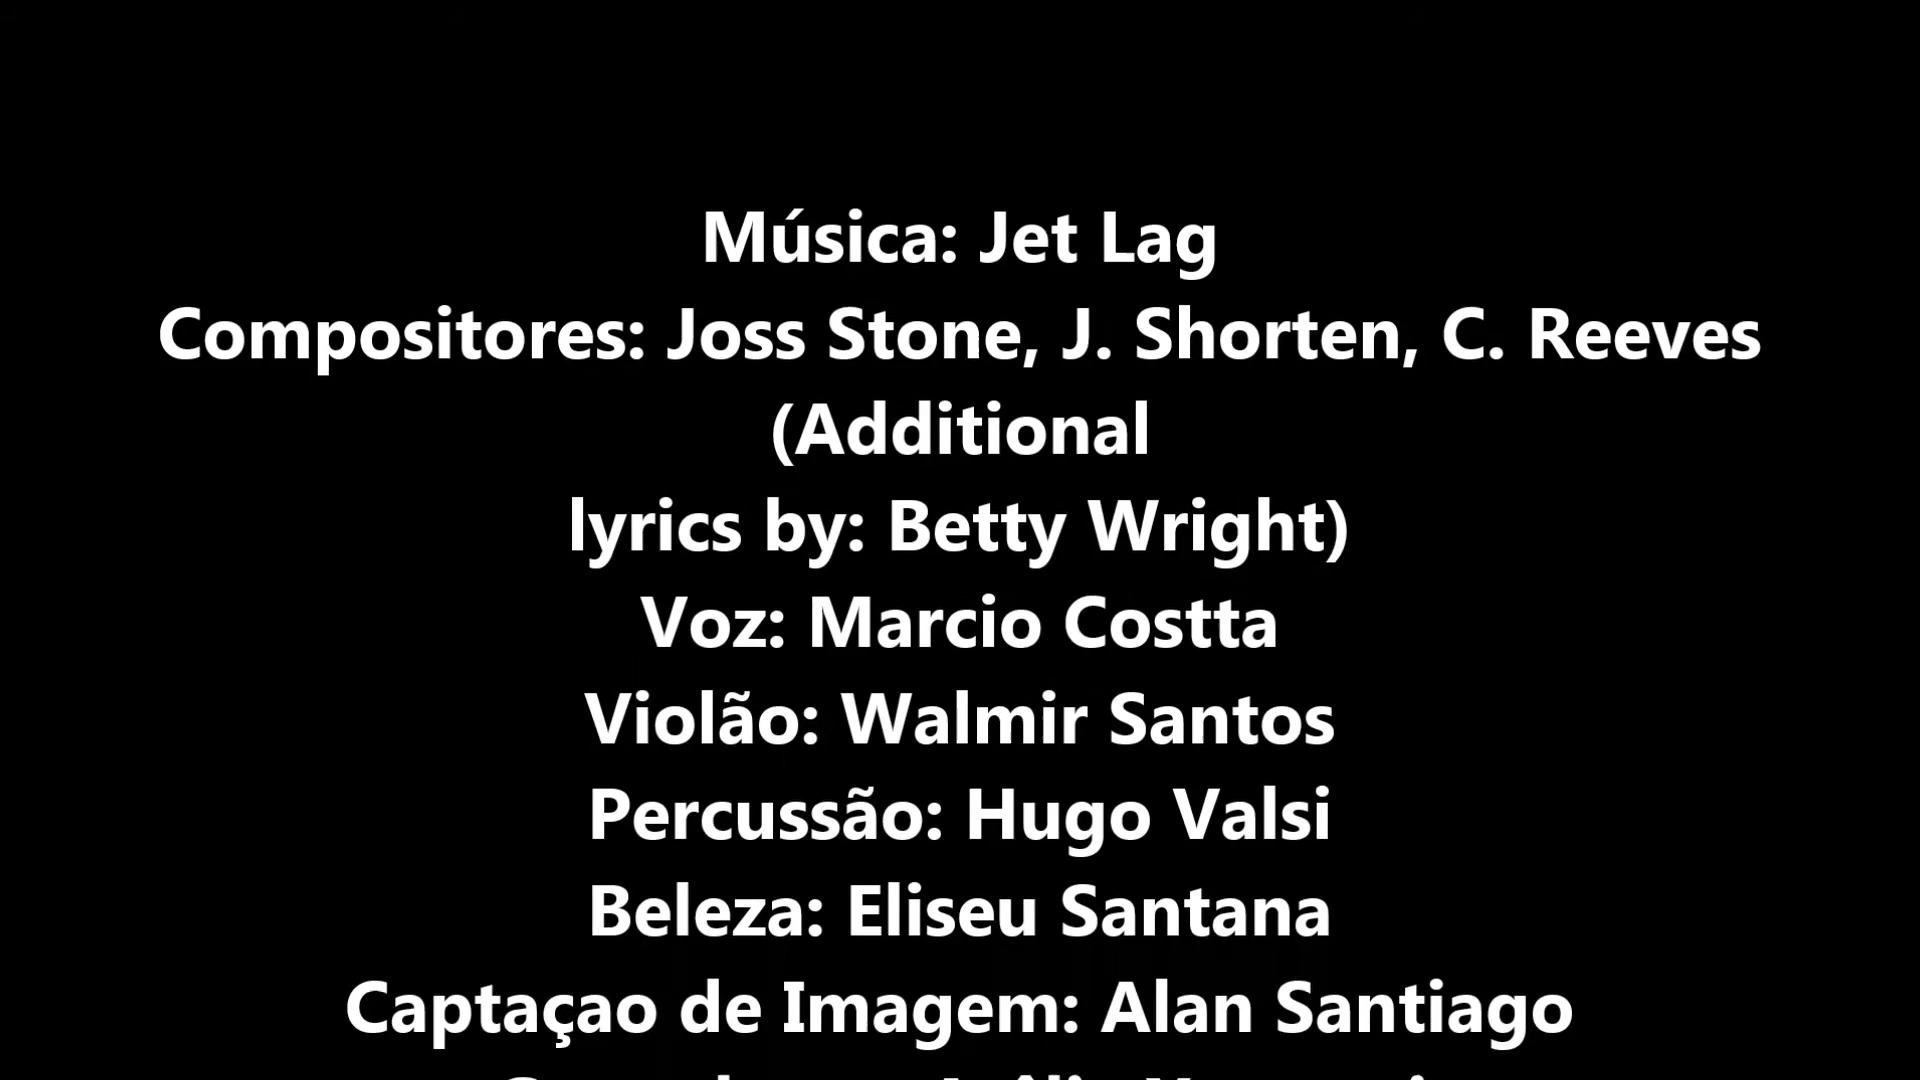 Música: Jet Lag
Compositores: Joss Stone, J. Shorten, C. Reeves
(Additional
lyrics by: Betty Wright)
Voz: Marcio Costta
Violão: Walmir Santos
Percussão: Hugo Valsi
Beleza: Eliseu Santana
Captaçao de Imagem: Alan Santiago